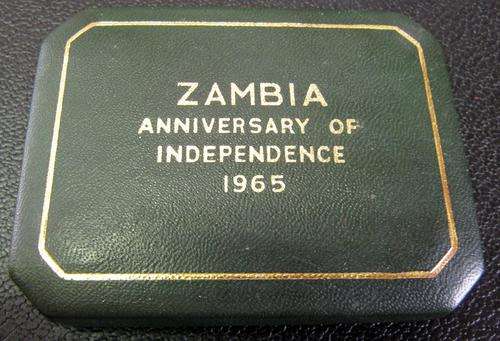 ZAMBIA
ANNIVERSARY OF
INDEPENDENCE
1965